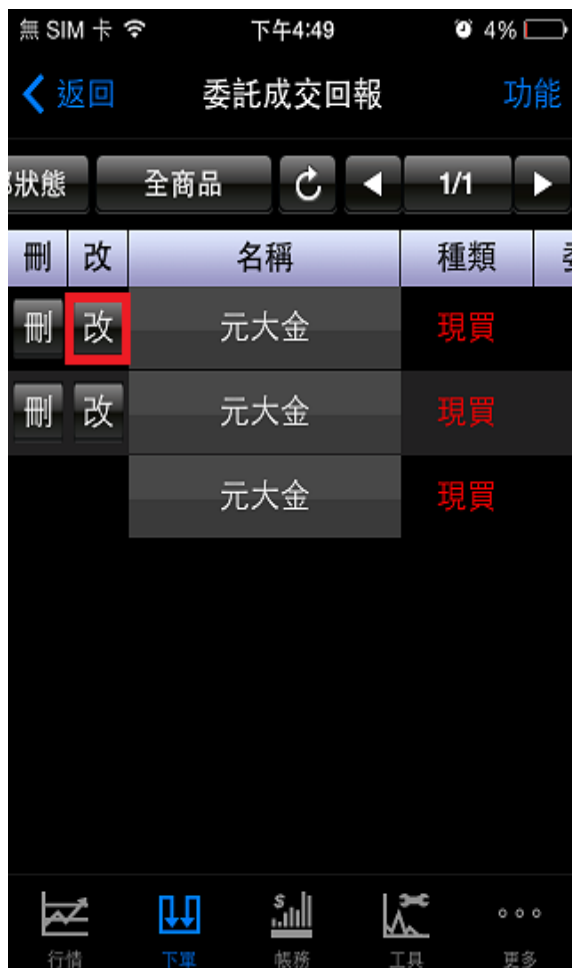 無 SIM 卡 下午4:49 4%
返回 委託成交回報 功能
狀態 全商品 1/1
刪 改 名稱 種類
刪 改 元大金 現買
刪 改 元大金 現買
元大金 現買
行情 下單 帳務 工具 更多